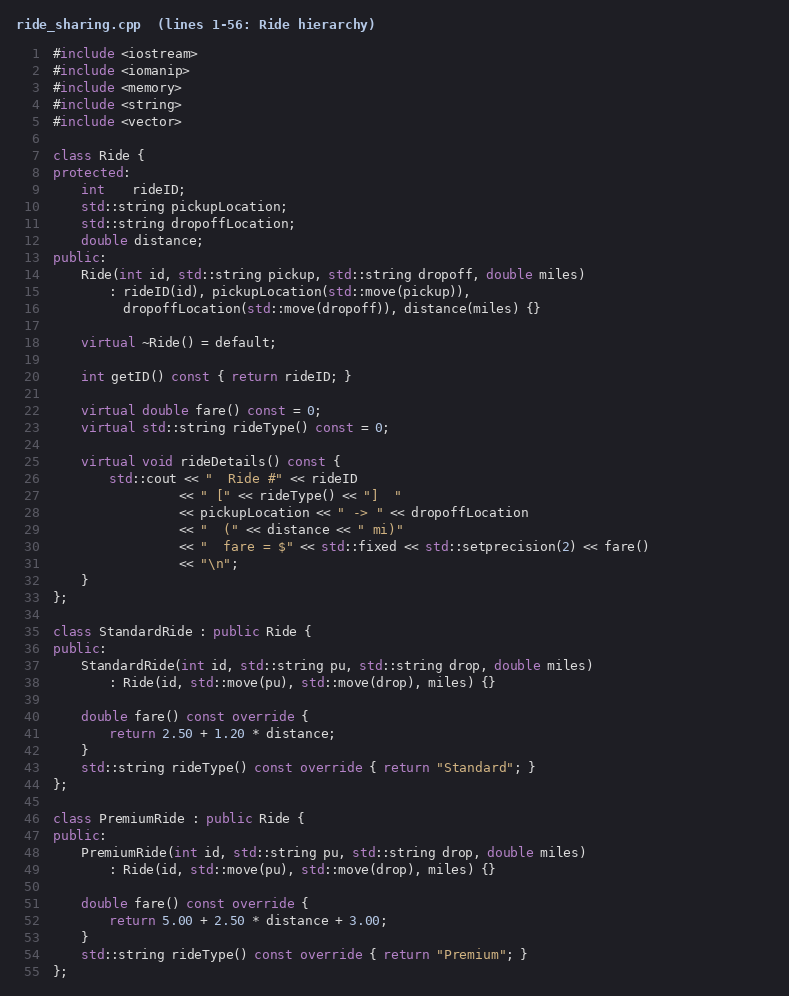 ride_sharing.cpp  (lines 1-56: Ride hierarchy)
1 #include <iostream>
2 #include <iomanip>
3 #include <memory>
4 #include <string>
5 #include <vector>
6
7 class Ride {
8 protected:
9     int    rideID;
10     std::string pickupLocation;
11     std::string dropoffLocation;
12     double distance;
13 public:
14     Ride(int id, std::string pickup, std::string dropoff, double miles)
15         : rideID(id), pickupLocation(std::move(pickup)),
16           dropoffLocation(std::move(dropoff)), distance(miles) {}
17
18     virtual ~Ride() = default;
19
20     int getID() const { return rideID; }
21
22     virtual double fare() const = 0;
23     virtual std::string rideType() const = 0;
24
25     virtual void rideDetails() const {
26         std::cout << "  Ride #" << rideID
27                   << " [" << rideType() << "]  "
28                   << pickupLocation << " -> " << dropoffLocation
29                   << "  (" << distance << " mi)"
30                   << "  fare = $" << std::fixed << std::setprecision(2) << fare()
31                   << "\n";
32     }
33 };
34
35 class StandardRide : public Ride {
36 public:
37     StandardRide(int id, std::string pu, std::string drop, double miles)
38         : Ride(id, std::move(pu), std::move(drop), miles) {}
39
40     double fare() const override {
41         return 2.50 + 1.20 * distance;
42     }
43     std::string rideType() const override { return "Standard"; }
44 };
45
46 class PremiumRide : public Ride {
47 public:
48     PremiumRide(int id, std::string pu, std::string drop, double miles)
49         : Ride(id, std::move(pu), std::move(drop), miles) {}
50
51     double fare() const override {
52         return 5.00 + 2.50 * distance + 3.00;
53     }
54     std::string rideType() const override { return "Premium"; }
55 };